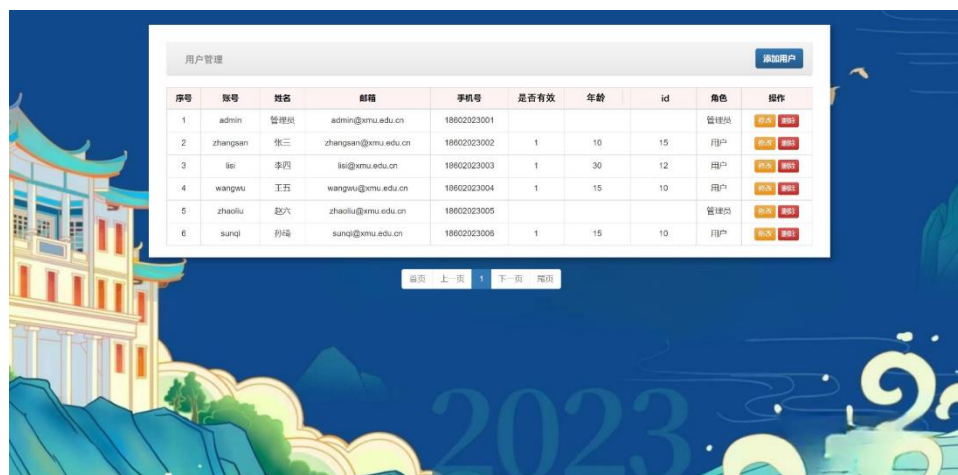 用户管理 添加用户
序号 账号 姓名 邮箱 手机号 是否有效 年龄 id 角色 操作
1 admin 管理员 admin@xmu.edu.cn 18602023001 管理员 修改 删除
2 zhangsan 张三 zhangsan@xmu.edu.cn 18602023002 1 10 15 用户 修改 删除
3 lisi 李四 lisi@xmu.edu.cn 18602023003 1 30 12 用户 修改 删除
4 wangwu 王五 wangwu@xmu.edu.cn 18602023004 1 15 10 用户 修改 删除
5 zhaoliu 赵六 zhaoliu@xmu.edu.cn 18602023005 管理员 修改 删除
6 sunqi 孙琦 sunqi@xmu.edu.cn 18602023006 1 15 10 用户 修改 删除
首页 上一页 1 下一页 尾页
2023